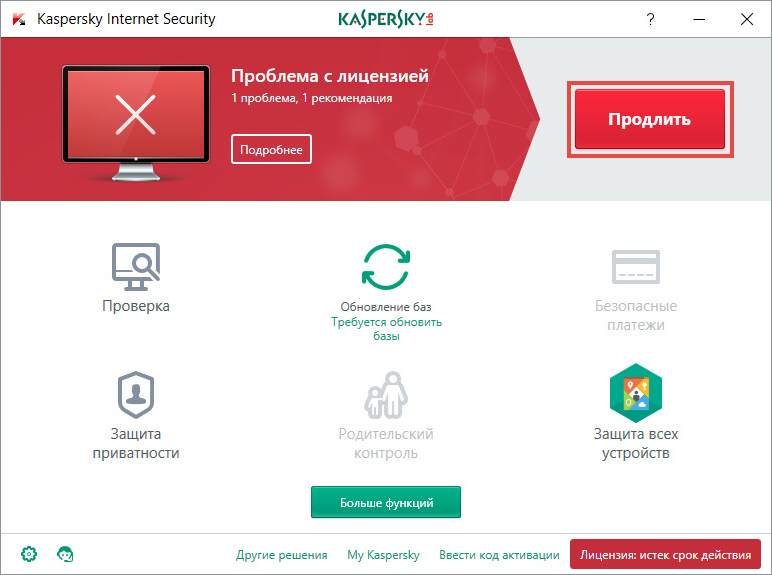 Kaspersky Internet Security
KASPERSKY lab
?
Проблема с лицензией
1 проблема, 1 рекомендация
Подробнее
Продлить
Проверка
Обновление баз
Требуется обновить
базы
Безопасные
платежи
Защита
приватности
Родительский
контроль
Защита всех
устройств
Больше функций
Другие решения
My Kaspersky
Ввести код активации
Лицензия: истек срок действия